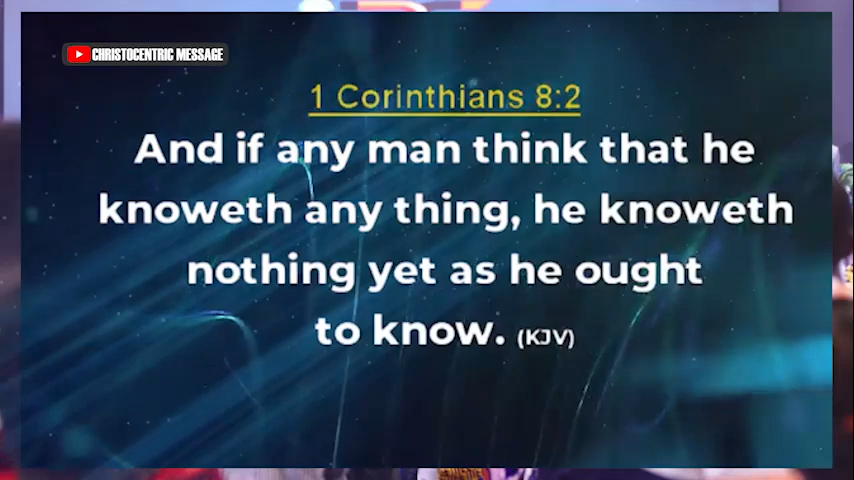 CHRISTOCENTRIC MESSAGE
1 Corinthians 8:2
And if any man think that he
knoweth any thing, he knoweth
nothing yet as he ought
to know. (KJV)